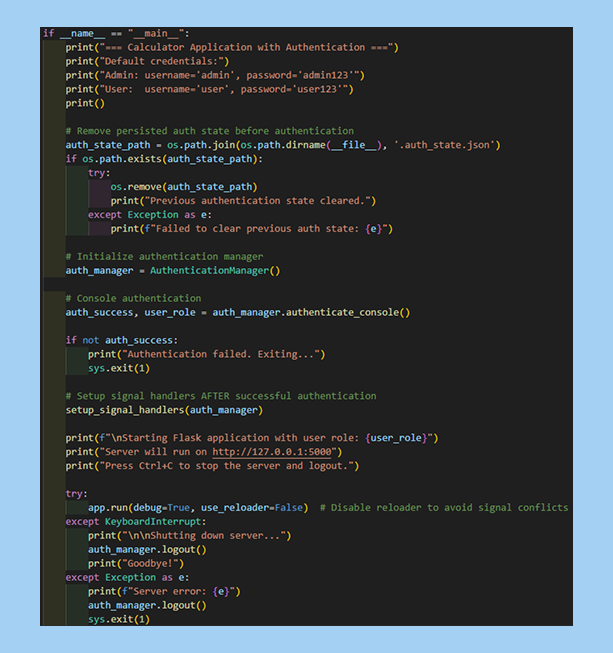 if __name__ == "__main__":
    print("=== Calculator Application with Authentication ===")
    print("Default credentials:")
    print("Admin: username='admin', password='admin123'")
    print("User:  username='user', password='user123'")
    print()

    # Remove persisted auth state before authentication
    auth_state_path = os.path.join(os.path.dirname(__file__), '.auth_state.json')
    if os.path.exists(auth_state_path):
        try:
            os.remove(auth_state_path)
            print("Previous authentication state cleared.")
        except Exception as e:
            print(f"Failed to clear previous auth state: {e}")

    # Initialize authentication manager
    auth_manager = AuthenticationManager()

    # Console authentication
    auth_success, user_role = auth_manager.authenticate_console()

    if not auth_success:
        print("Authentication failed. Exiting...")
        sys.exit(1)

    # Setup signal handlers AFTER successful authentication
    setup_signal_handlers(auth_manager)

    print(f"\nStarting Flask application with user role: {user_role}")
    print("Server will run on http://127.0.0.1:5000")
    print("Press Ctrl+C to stop the server and logout.")

    try:
        app.run(debug=True, use_reloader=False)  # Disable reloader to avoid signal conflicts
    except KeyboardInterrupt:
        print("\n\nShutting down server...")
        auth_manager.logout()
        print("Goodbye!")
    except Exception as e:
        print(f"Server error: {e}")
        auth_manager.logout()
        sys.exit(1)